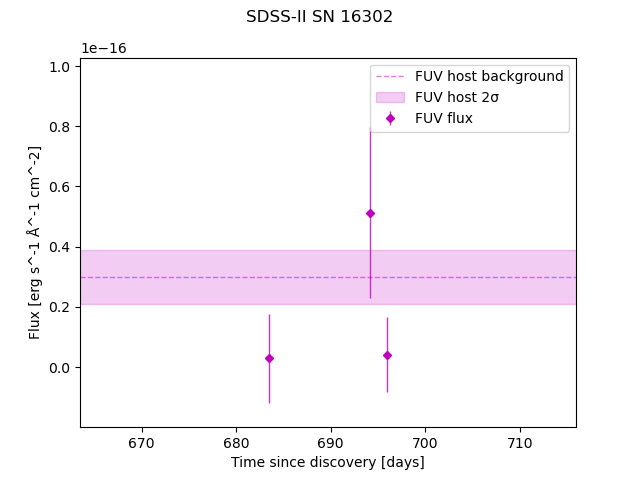 SDSS-II SN 16302
1e−16
FUV host background
FUV host 2σ
FUV flux
1.0
0.8
0.6
0.4
0.2
0.0
Flux [erg s^-1 Å^-1 cm^-2]
670 680 690 700 710
Time since discovery [days]